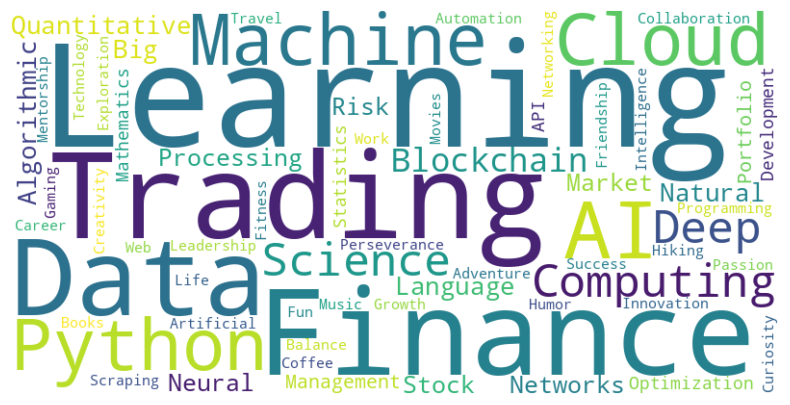 Quantitative
Travel
Automation
Collaboration
Machine
Cloud
Big
Learning
Algorithmic
Mentorship
Technology
Exploration
Mathematics
Networking
API
Movies
Friendship
Intelligence
Portfolio
Development
Risk
Statistics
Work
Processing
Blockchain
Trading
Market
Natural
Gaming
Programming
AI
Deep
Career
Creativity
Fitness
Web
Leadership
Perseverance
Hiking
Data
Science
Adventure
Success
Passion
Life
Language
Computing
Finance
Music
Growth
Humor
Innovation
Fun
Python
Books
Artificial
Balance
Coffee
Curiosity
Scraping
Neural
Management
Stock
Networks
Optimization